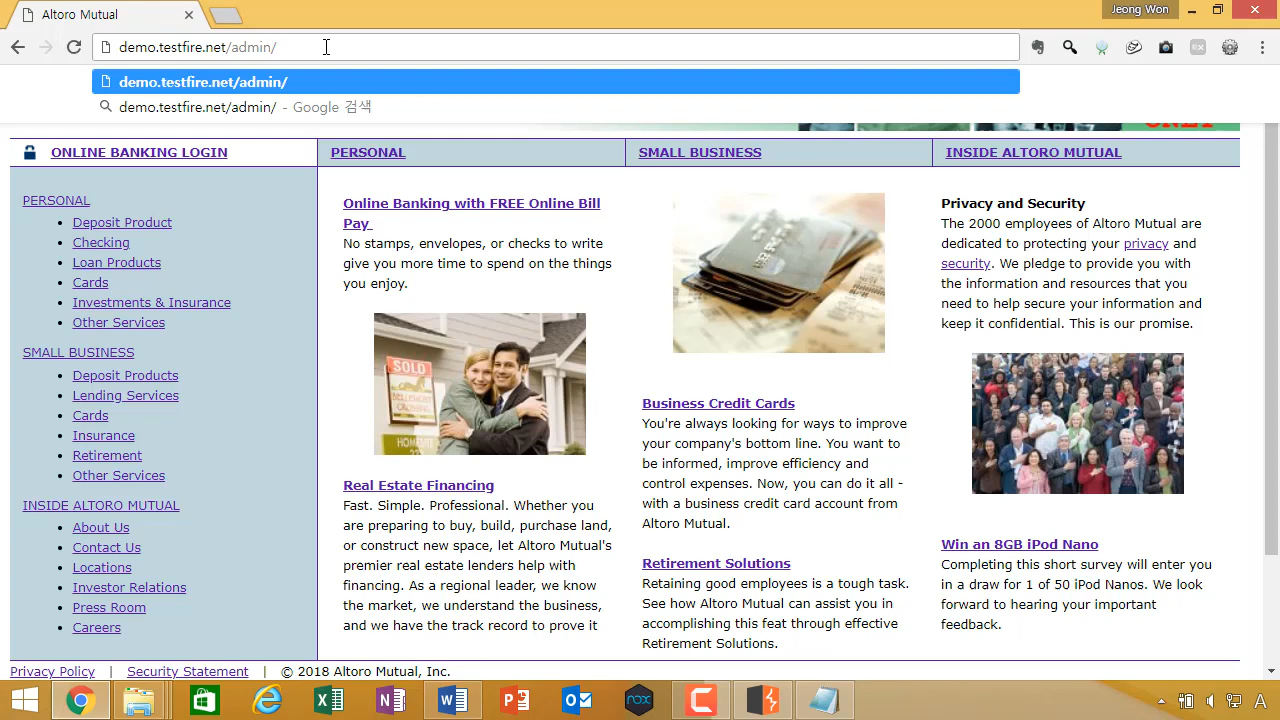 Altoro Mutual
Jeong Won
demo.testfire.net/admin/
demo.testfire.net/admin/
demo.testfire.net/admin/ - Google 검색
ONLINE BANKING LOGIN
PERSONAL
SMALL BUSINESS
INSIDE ALTORO MUTUAL
PERSONAL
Deposit Product
Checking
Loan Products
Cards
Investments & Insurance
Other Services
SMALL BUSINESS
Deposit Products
Lending Services
Cards
Insurance
Retirement
Other Services
INSIDE ALTORO MUTUAL
About Us
Contact Us
Locations
Investor Relations
Press Room
Careers
Online Banking with FREE Online Bill
Pay
No stamps, envelopes, or checks to write
give you more time to spend on the things
you enjoy.
SOLD
Real Estate Financing
Fast. Simple. Professional. Whether you
are preparing to buy, build, purchase land,
or construct new space, let Altoro Mutual's
premier real estate lenders help with
financing. As a regional leader, we know
the market, we understand the business,
and we have the track record to prove it
Business Credit Cards
You're always looking for ways to improve
your company's bottom line. You want to
be informed, improve efficiency and
control expenses. Now, you can do it all -
with a business credit card account from
Altoro Mutual.
Retirement Solutions
Retaining good employees is a tough task.
See how Altoro Mutual can assist you in
accomplishing this feat through effective
Retirement Solutions.
Privacy and Security
The 2000 employees of Altoro Mutual are
dedicated to protecting your privacy and
security. We pledge to provide you with
the information and resources that you
need to help secure your information and
keep it confidential. This is our promise.
Win an 8GB iPod Nano
Completing this short survey will enter you
in a draw for 1 of 50 iPod Nanos. We look
forward to hearing your important
feedback.
Privacy Policy | Security Statement | © 2018 Altoro Mutual, Inc.
nox
A